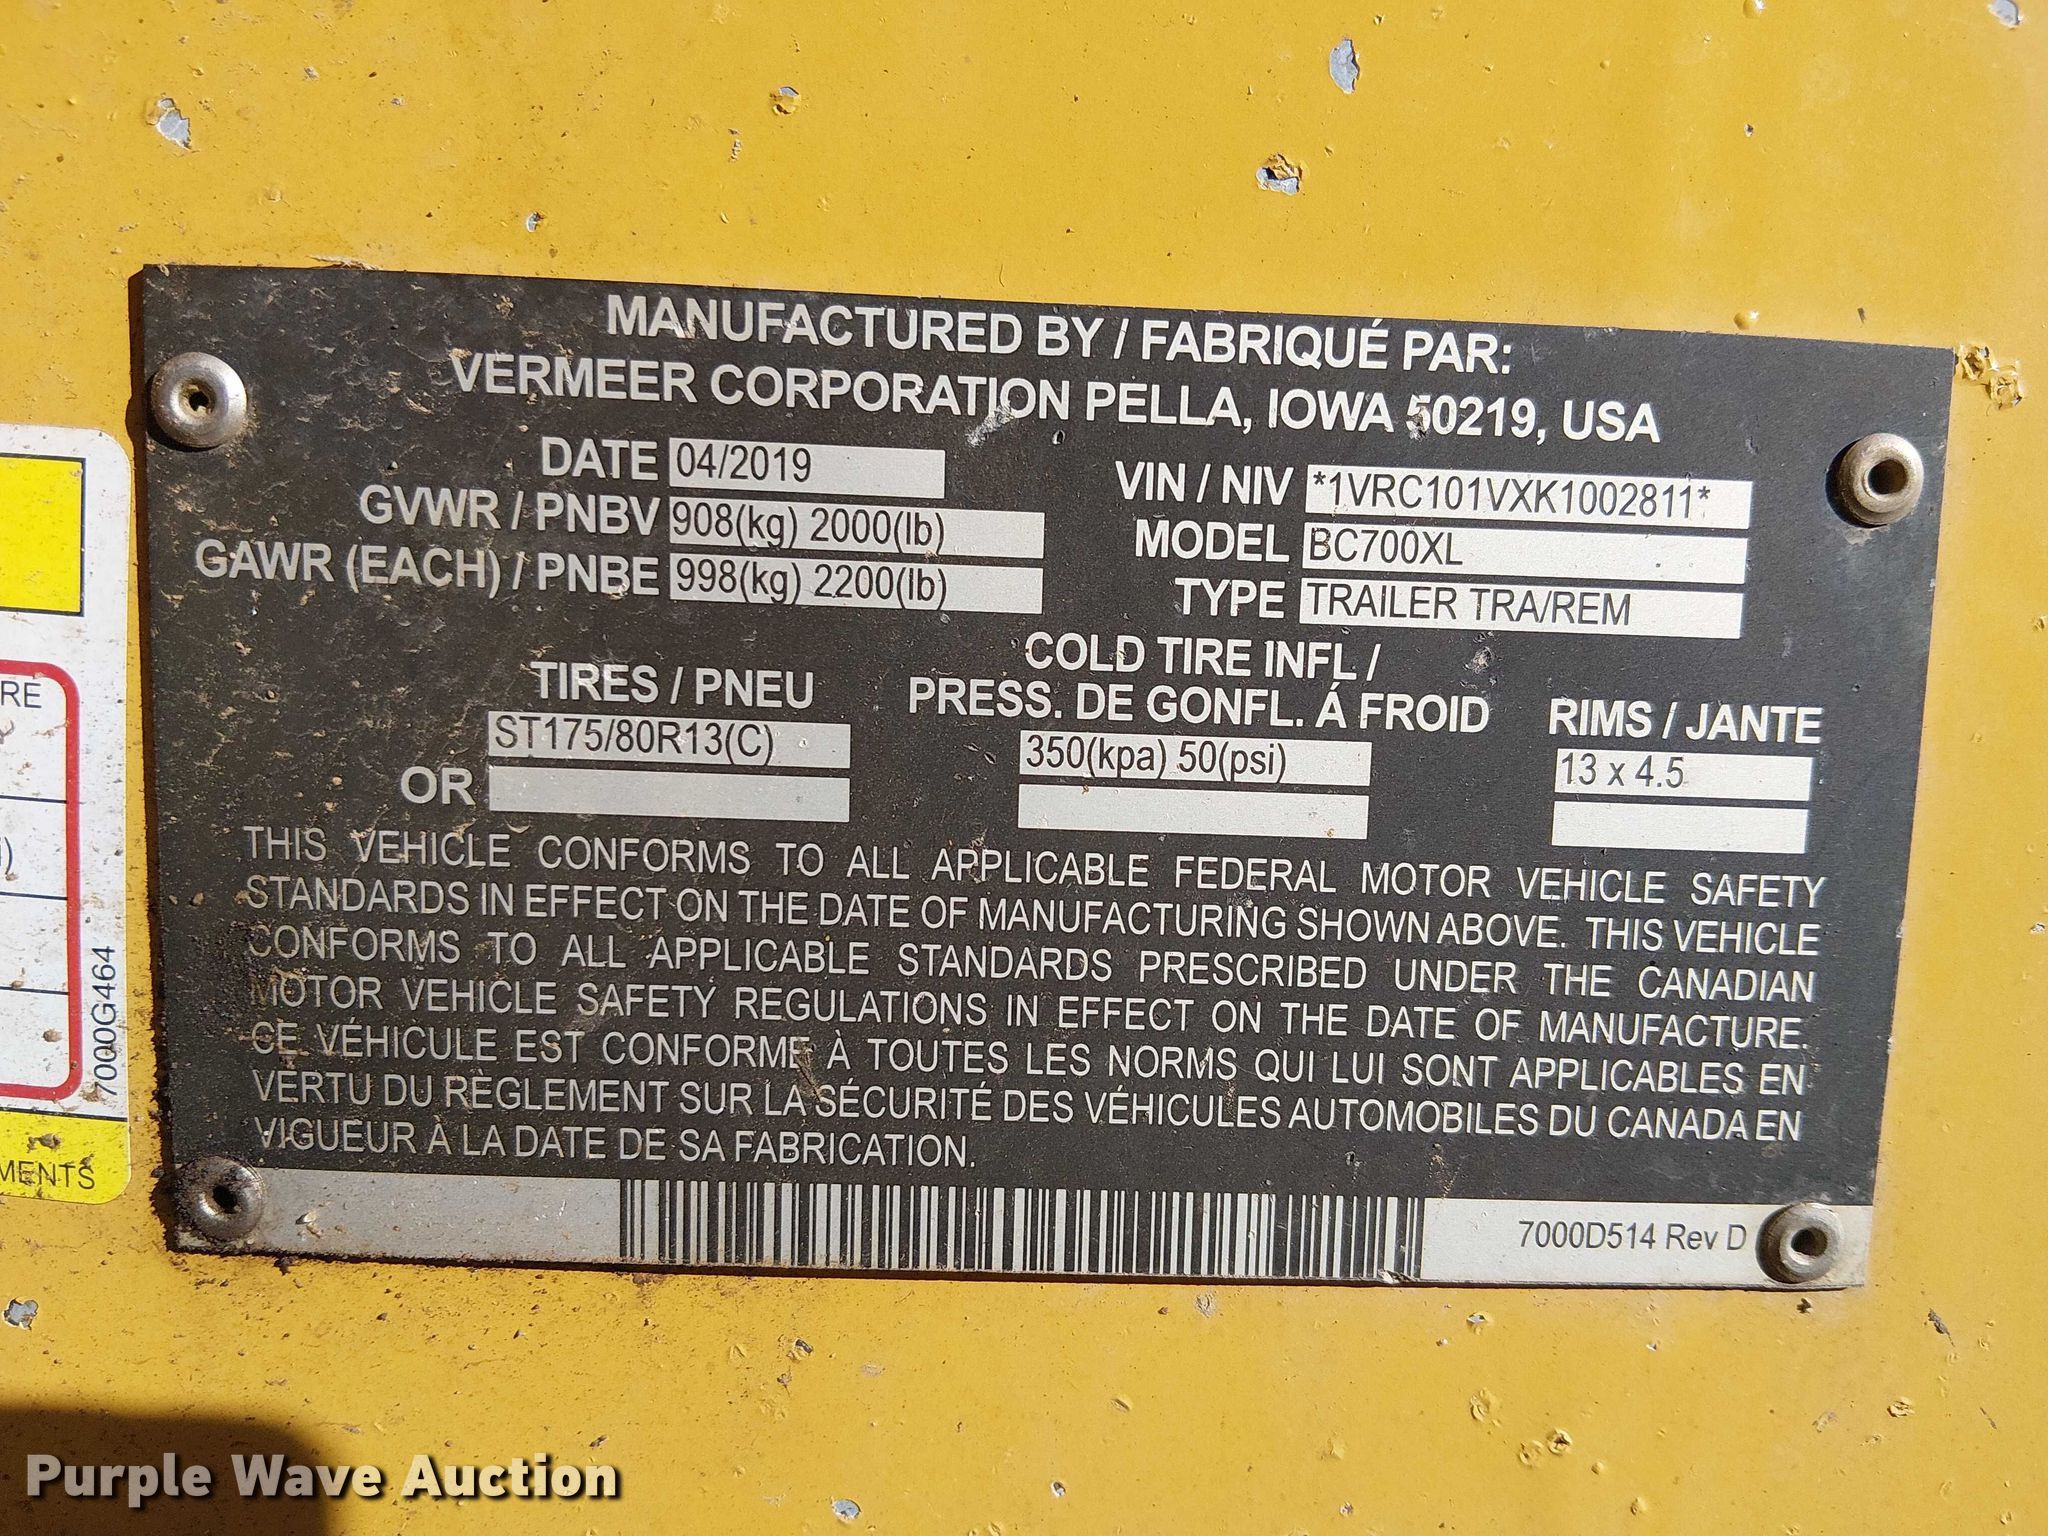 MANUFACTURED BY / FABRIQUÉ PAR:
VERMEER CORPORATION PELLA, IOWA 50219, USA
DATE 04/2019
GVWR / PNBV 908(kg) 2000(lb)
GAWR (EACH) / PNBE 998(kg) 2200(lb)
VIN / NIV *1VRC101VXK1002811*
MODEL BC700XL
TYPE TRAILER TRA/REM
TIRES / PNEU
ST175/80R13(C)
OR
COLD TIRE INFL /
PRESS. DE GONFL. Á FROID
350(kpa) 50(psi)
RIMS / JANTE
13 x 4.5
THIS VEHICLE CONFORMS TO ALL APPLICABLE FEDERAL MOTOR VEHICLE SAFETY
STANDARDS IN EFFECT ON THE DATE OF MANUFACTURING SHOWN ABOVE. THIS VEHICLE
CONFORMS TO ALL APPLICABLE STANDARDS PRESCRIBED UNDER THE CANADIAN
MOTOR VEHICLE SAFETY REGULATIONS IN EFFECT ON THE DATE OF MANUFACTURE.
CE VÉHICULE EST CONFORME À TOUTES LES NORMS QUI LUI SONT APPLICABLES EN
VERTU DU RÈGLEMENT SUR LA SÉCURITÉ DES VÉHICULES AUTOMOBILES DU CANADA EN
VIGUEUR À LA DATE DE SA FABRICATION.
7000D514 Rev D
RE
7000G464
MENTS
Purple Wave Auction